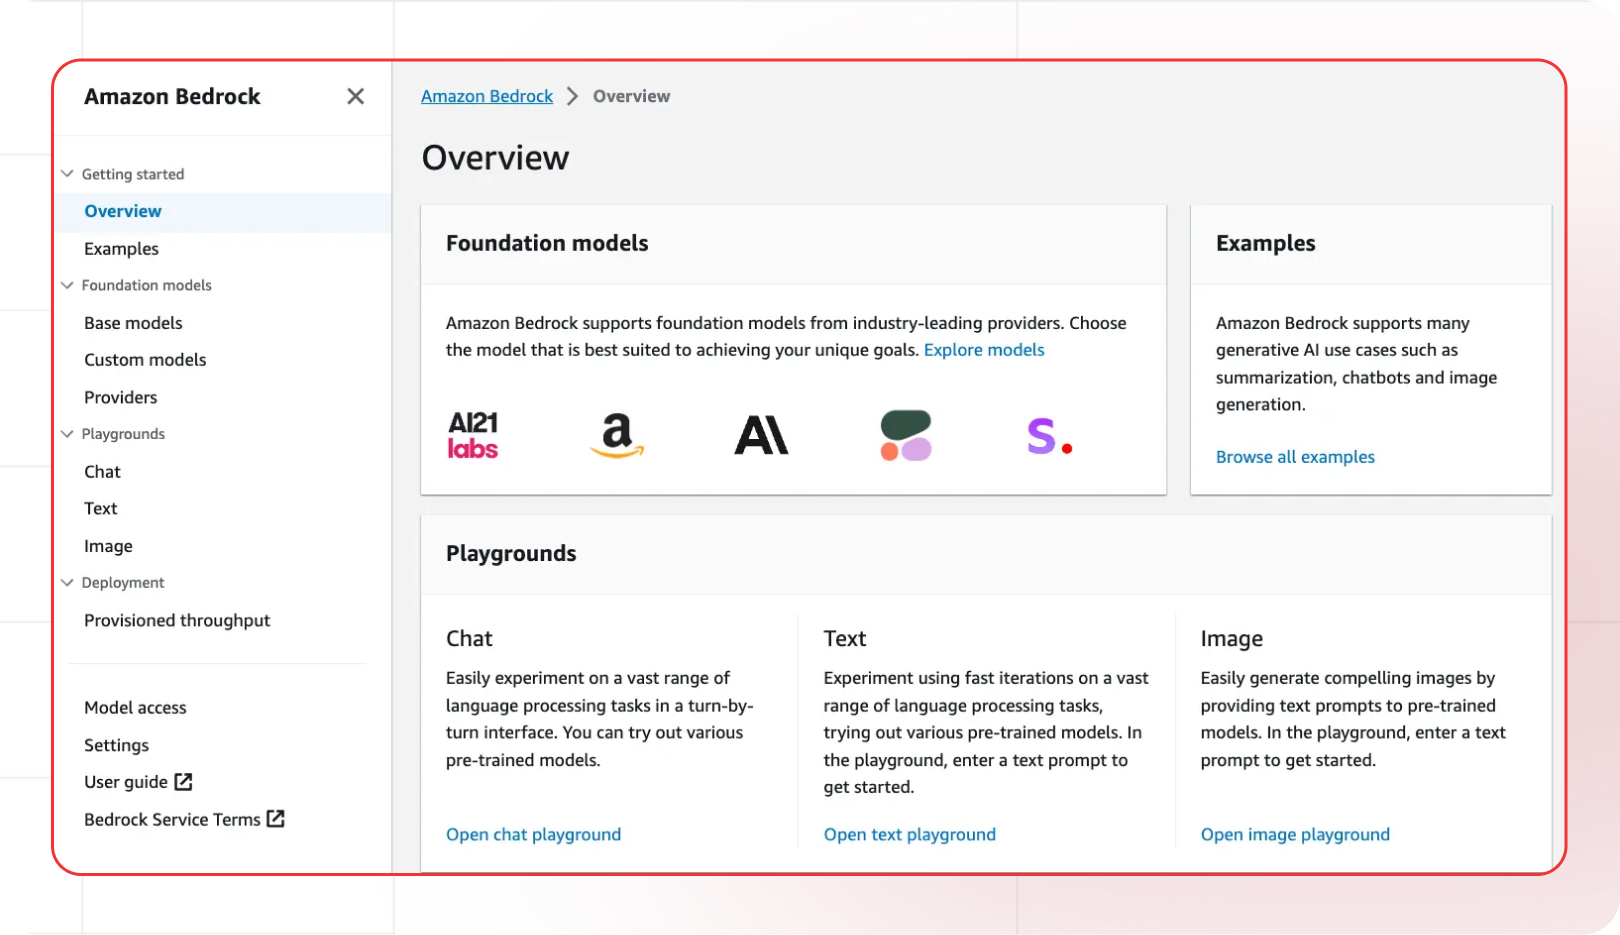 Amazon Bedrock
Getting started
Overview
Examples
Foundation models
Base models
Custom models
Providers
Playgrounds
Chat
Text
Image
Deployment
Provisioned throughput
Model access
Settings
User guide
Bedrock Service Terms
Amazon Bedrock > Overview
Overview
Foundation models
Amazon Bedrock supports foundation models from industry-leading providers. Choose
the model that is best suited to achieving your unique goals. Explore models
AI21
labs
a
A\
S.
Examples
Amazon Bedrock supports many
generative AI use cases such as
summarization, chatbots and image
generation.
Browse all examples
Playgrounds
Chat
Easily experiment on a vast range of
language processing tasks in a turn-by-
turn interface. You can try out various
pre-trained models.
Open chat playground
Text
Experiment using fast iterations on a vast
range of language processing tasks,
trying out various pre-trained models. In
the playground, enter a text prompt to
get started.
Open text playground
Image
Easily generate compelling images by
providing text prompts to pre-trained
models. In the playground, enter a text
prompt to get started.
Open image playground